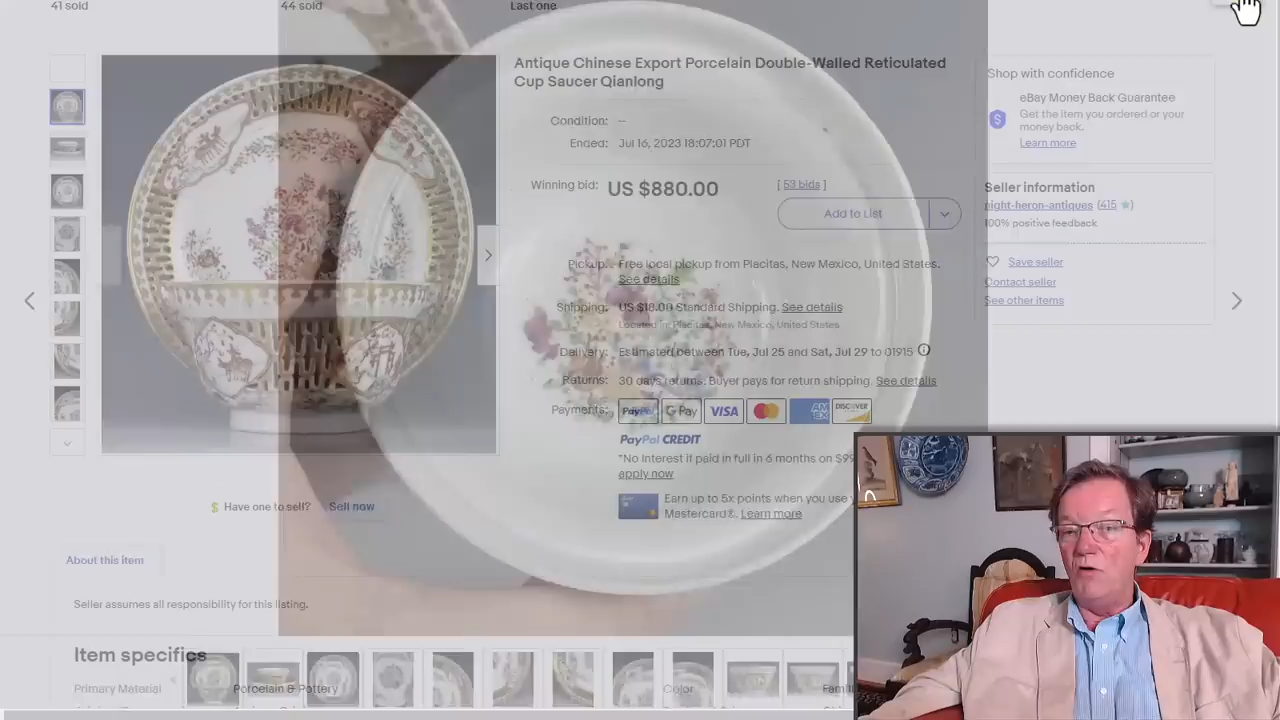 41 sold
44 sold
Last one
Antique Chinese Export Porcelain Double-Walled Reticulated
Cup Saucer Qianlong
Condition: --
Ended: Jul 16, 2023 18:07:01 PDT
Winning bid: US $880.00 [ 53 bids ]
Add to List
Pickup: Free local pickup from Placitas, New Mexico, United States.
See details
Shipping: US $18.00 Standard Shipping. See details
Located in: Placitas, New Mexico, United States
Delivery: Estimated between Tue, Jul 25 and Sat, Jul 29 to 01915
Returns: 30 days returns. Buyer pays for return shipping. See details
Payments: PayPal G Pay VISA MasterCard AM EX DISCOVER
PayPal CREDIT
*No Interest if paid in full in 6 months on $99
apply now
Earn up to 5x points when you use
Mastercard®. Learn more
Shop with confidence
eBay Money Back Guarantee
Get the item you ordered or your
money back.
Learn more
Seller information
night-heron-antiques (415)
100% positive feedback
Save seller
Contact seller
See other items
Have one to sell? Sell now
About this item
Seller assumes all responsibility for this listing.
Item specifics
Primary Material Porcelain & Pottery Color Famil